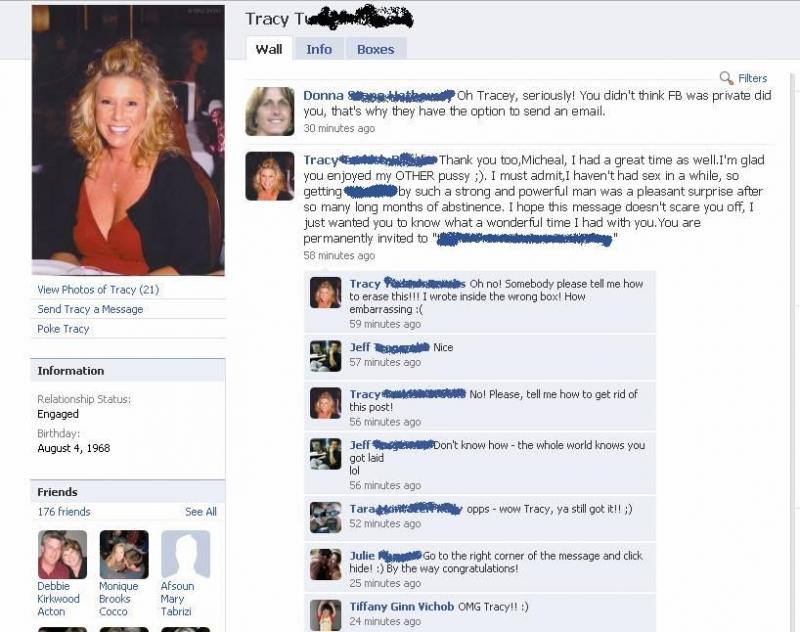 Tracy
Wall
Info
Boxes
Filters
Donna Oh Tracey, seriously! You didn't think FB was private did
you, that's why they have the option to send an email.
30 minutes ago
Tracy Thank you too,Micheal, I had a great time as well.I'm glad
you enjoyed my OTHER pussy ;). I must admit,I haven't had sex in a while, so
getting by such a strong and powerful man was a pleasant surprise after
so many long months of abstinence. I hope this message doesn't scare you off, I
just wanted you to know what a wonderful time I had with you.You are
permanently invited to " "
58 minutes ago
Tracy Oh no! Somebody please tell me how
to erase this!!! I wrote inside the wrong box! How
embarrassing :(
59 minutes ago
Jeff Nice
57 minutes ago
Tracy No! Please, tell me how to get rid of
this post!
56 minutes ago
Jeff Don't know how - the whole world knows you
got laid
lol
56 minutes ago
Tara opps - wow Tracy, ya still got it!! ;)
52 minutes ago
Julie Go to the right corner of the message and click
hide! :) By the way congratulations!
25 minutes ago
Tiffany Ginn Vichob OMG Tracy!! :)
24 minutes ago
View Photos of Tracy (21)
Send Tracy a Message
Poke Tracy
Information
Relationship Status:
Engaged
Birthday:
August 4, 1968
Friends
176 friends
See All
Debbie
Kirkwood
Acton
Monique
Brooks
Cocco
Afsoun
Mary
Tabrizi